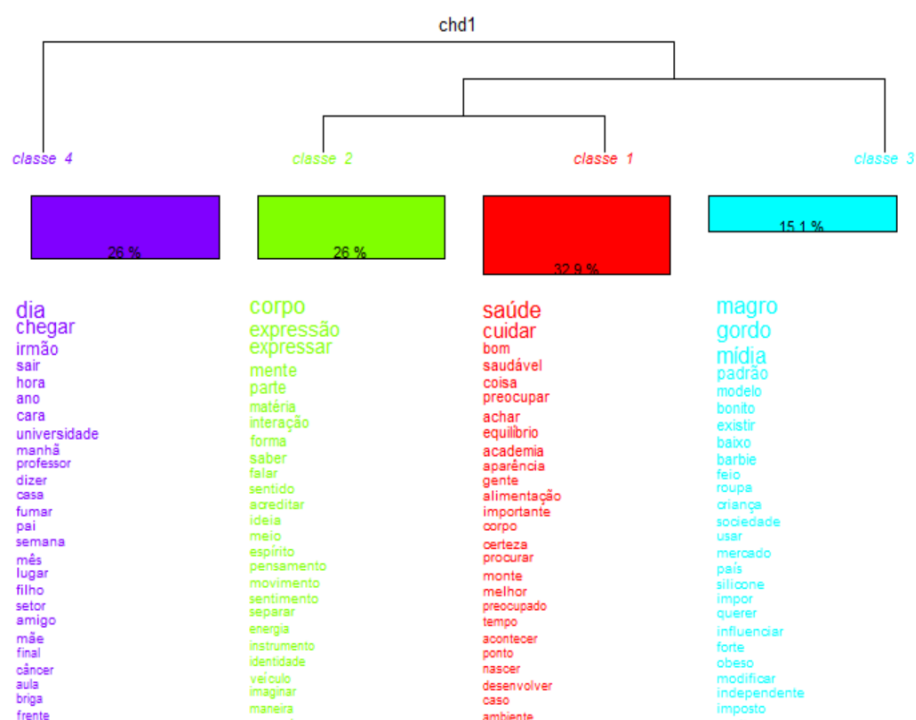 chd1
classe 4
classe 2
classe 1
classe 3
26 %
26 %
32.9 %
15.1 %
dia
chegar
irmão
sair
hora
ano
cara
universidade
manhã
professor
dizer
casa
fumar
pai
semana
mês
lugar
filho
setor
amigo
mãe
final
câncer
aula
briga
frente
corpo
expressão
expressar
mente
parte
matéria
interação
forma
saber
falar
sentido
acreditar
ideia
meio
espírito
pensamento
movimento
sentimento
separar
energia
instrumento
identidade
veículo
imaginar
maneira
saúde
cuidar
bom
saudável
coisa
preocupar
achar
equilíbrio
academia
aparência
gente
alimentação
importante
corpo
certeza
procurar
monte
melhor
preocupado
tempo
acontecer
ponto
nascer
desenvolver
caso
ambiente
magro
gordo
mídia
padrão
modelo
bonito
existir
baixo
barbie
feio
roupa
criança
sociedade
usar
mercado
país
silicone
impor
querer
influenciar
forte
obeso
modificar
independente
imposto